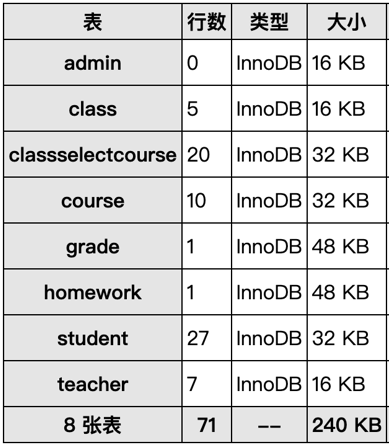 表 行数 类型 大小
admin 0 InnoDB 16 KB
class 5 InnoDB 16 KB
classselectcourse 20 InnoDB 32 KB
course 10 InnoDB 32 KB
grade 1 InnoDB 48 KB
homework 1 InnoDB 48 KB
student 27 InnoDB 32 KB
teacher 7 InnoDB 16 KB
8 张表 71 -- 240 KB